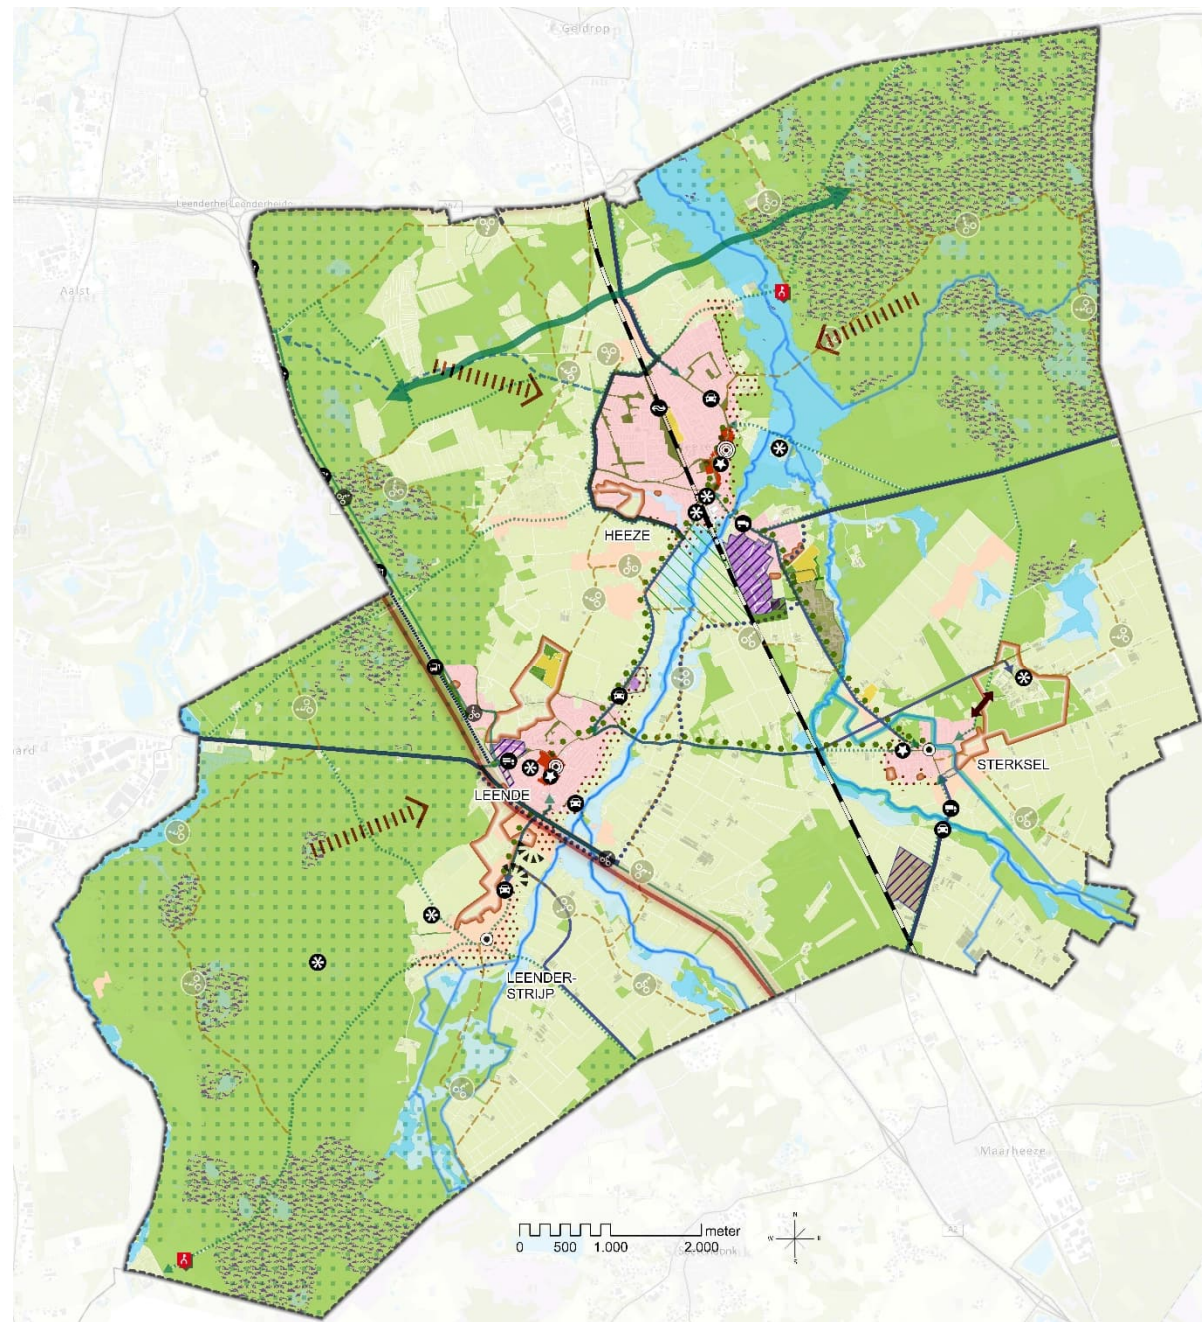 Geldrop
Leenderheide
Aalst
HEEZE
STERKSEL
LEENDE
LEENDER-
STRIJP
Maarheeze
meter
0 500 1.000 2.000
N
W
S